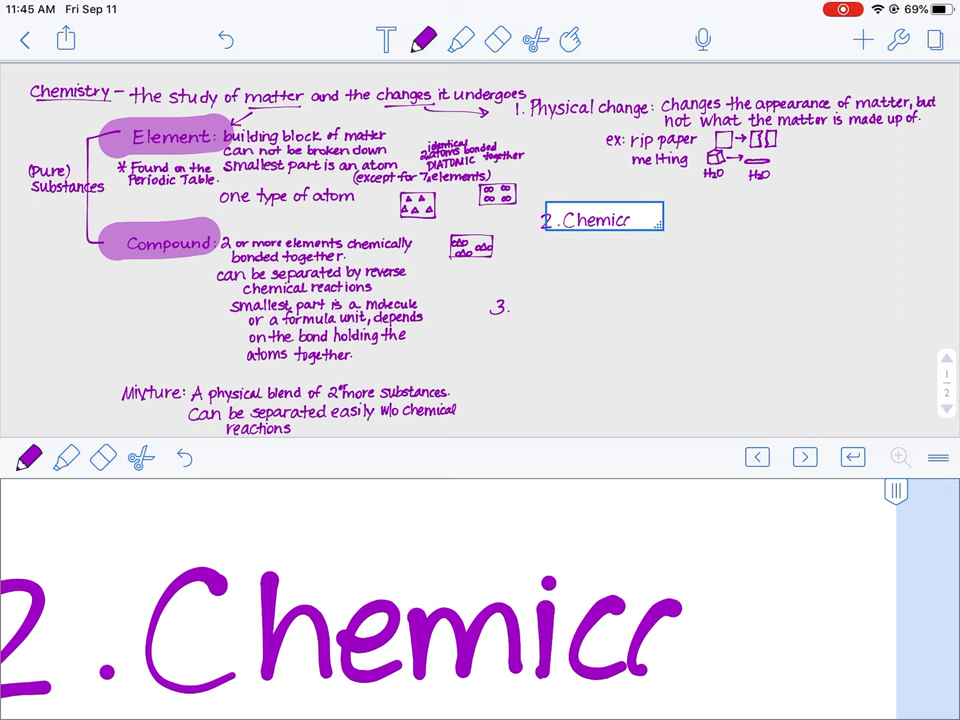 11:45 AM Fri Sep 11
69%
T
Chemistry - the study of matter and the changes it undergoes
Element: building block of matter
can not be broken down
smallest part is an atom
(except for 7 elements)
identical
2 atoms bonded
DIATONIC together
* Found on the
Periodic Table.
one type of atom
(Pure)
Substances
Compound: 2 or more elements chemically
bonded together.
can be separated by reverse
chemical reactions
smallest part is a molecule
or a formula unit, depends
on the bond holding the
atoms together.
Mixture: A physical blend of 2 or more substances.
Can be separated easily w/o chemical
reactions
1. Physical change: changes the appearance of matter, but
not what the matter is made up of.
ex: rip paper
melting
H2O H2O
2. Chemic
3.
1
2
2. Chemic